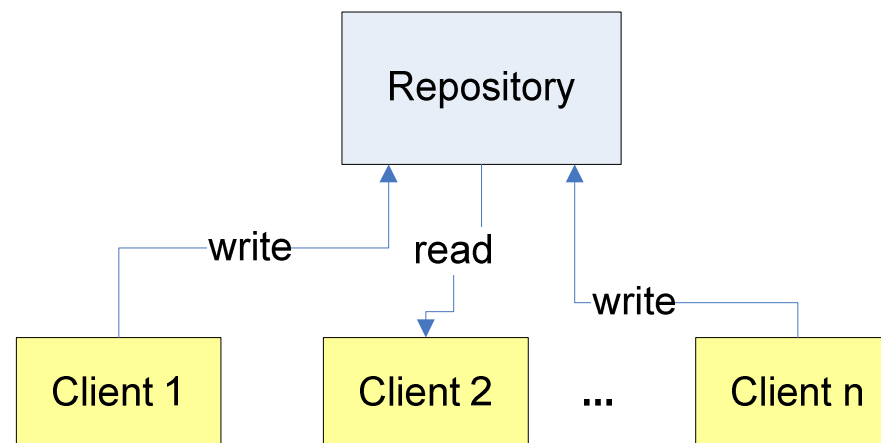 Repository
write
read
write
Client 1
Client 2
...
Client n